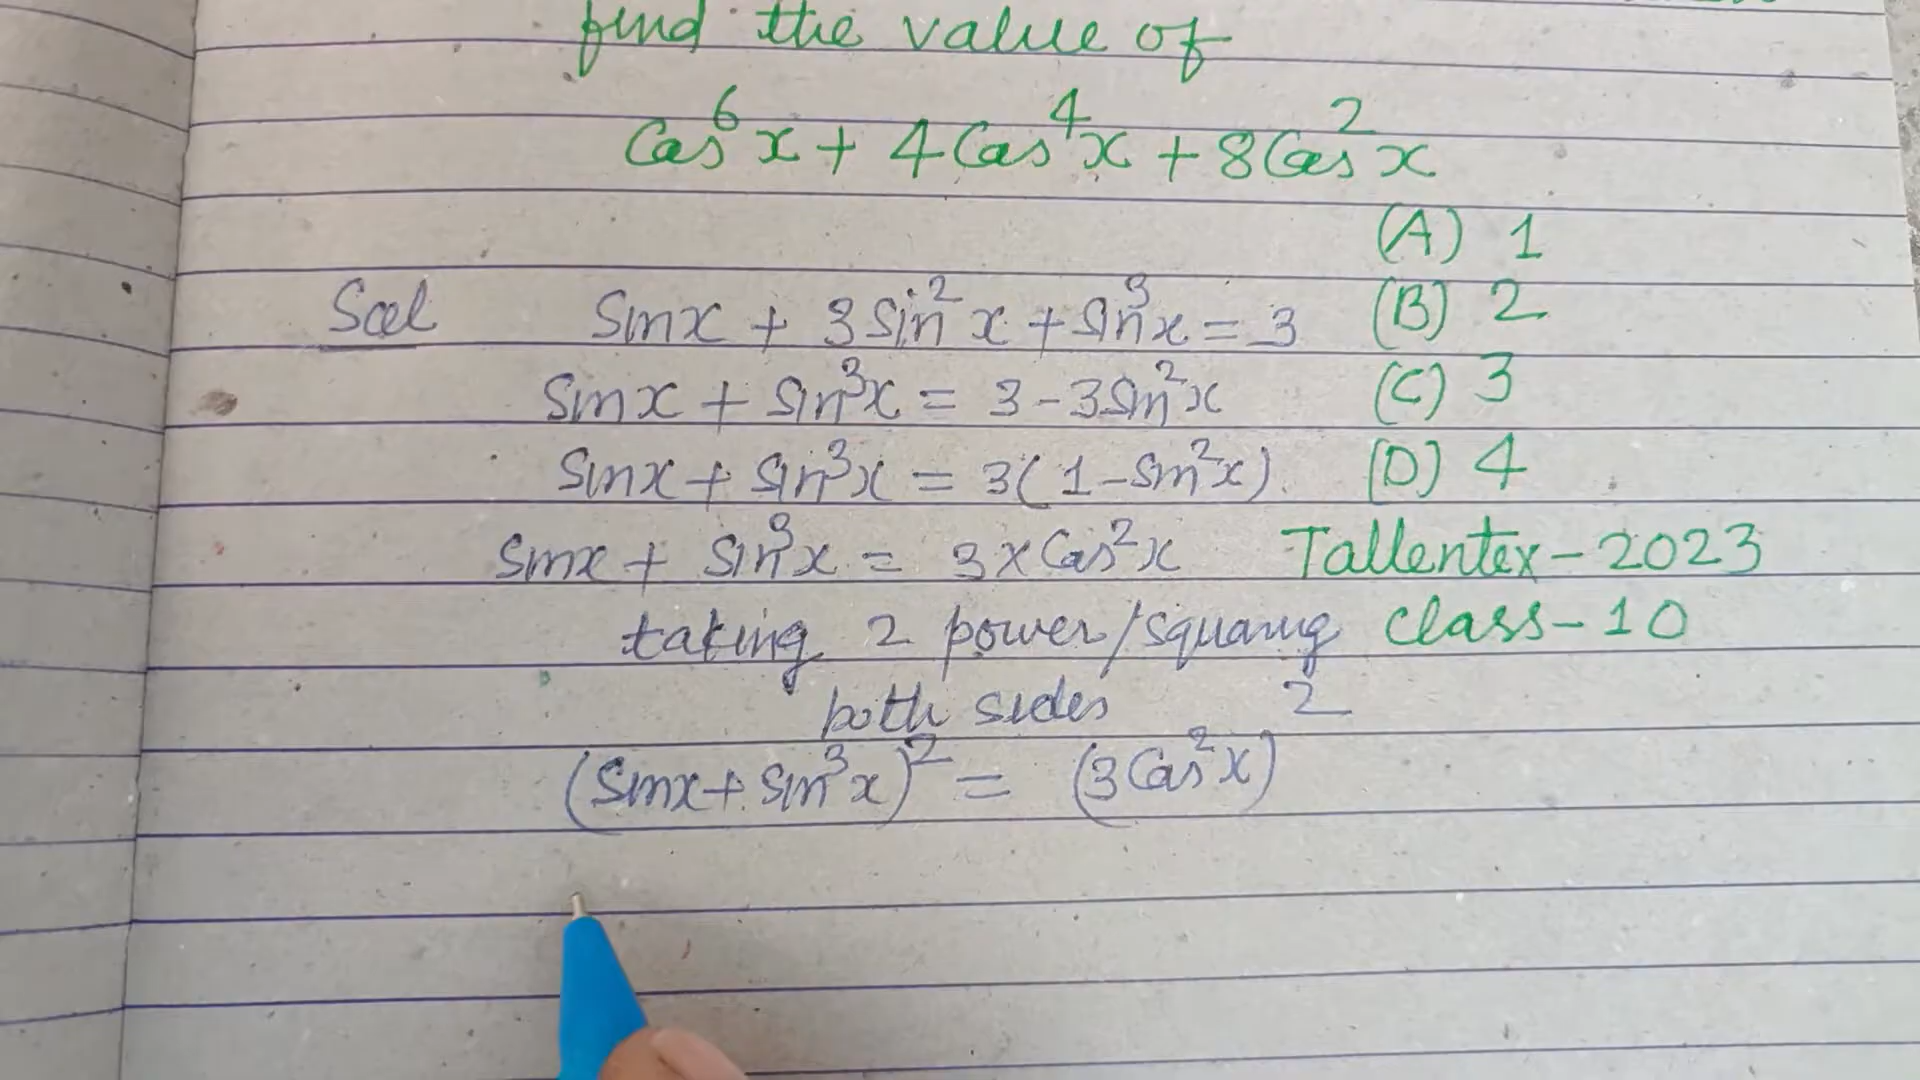 find the value of
Cos⁶x + 4Cos⁴x + 8Cos²x
(A) 1
Sol Sinx + 3Sin²x + Sin³x = 3 (B) 2
Sinx + Sin³x = 3 - 3Sin²x (C) 3
Sinx + Sin³x = 3(1 - Sin²x) (D) 4
Sinx + Sin³x = 3 x Cos²x Tallentex - 2023
taking 2 power/squaring class - 10
both sides
(Sinx + Sin³x)² = (3Cos²x)²